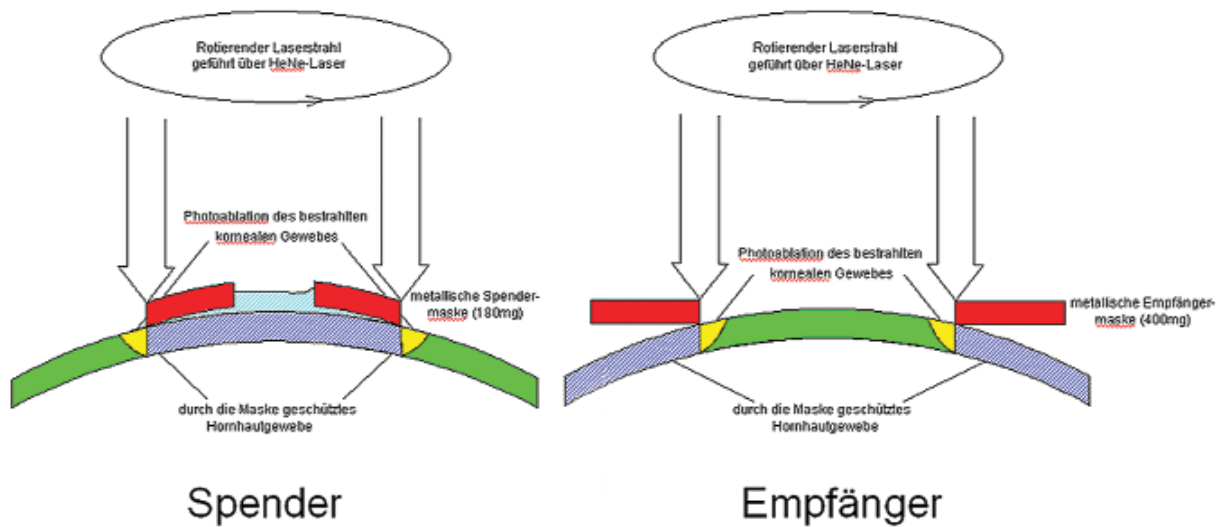 Rotierender Laserstrahl
geführt über HeNe-Laser
Photoablation des bestrahlten
kornealen Gewebes
metallische Spender-
maske (180mg)
durch die Maske geschütztes
Hornhautgewebe
Spender
Rotierender Laserstrahl
geführt über HeNe-Laser
Photoablation des bestrahlten
kornealen Gewebes
metallische Empfänger-
maske (400mg)
durch die Maske geschütztes
Hornhautgewebe
Empfänger